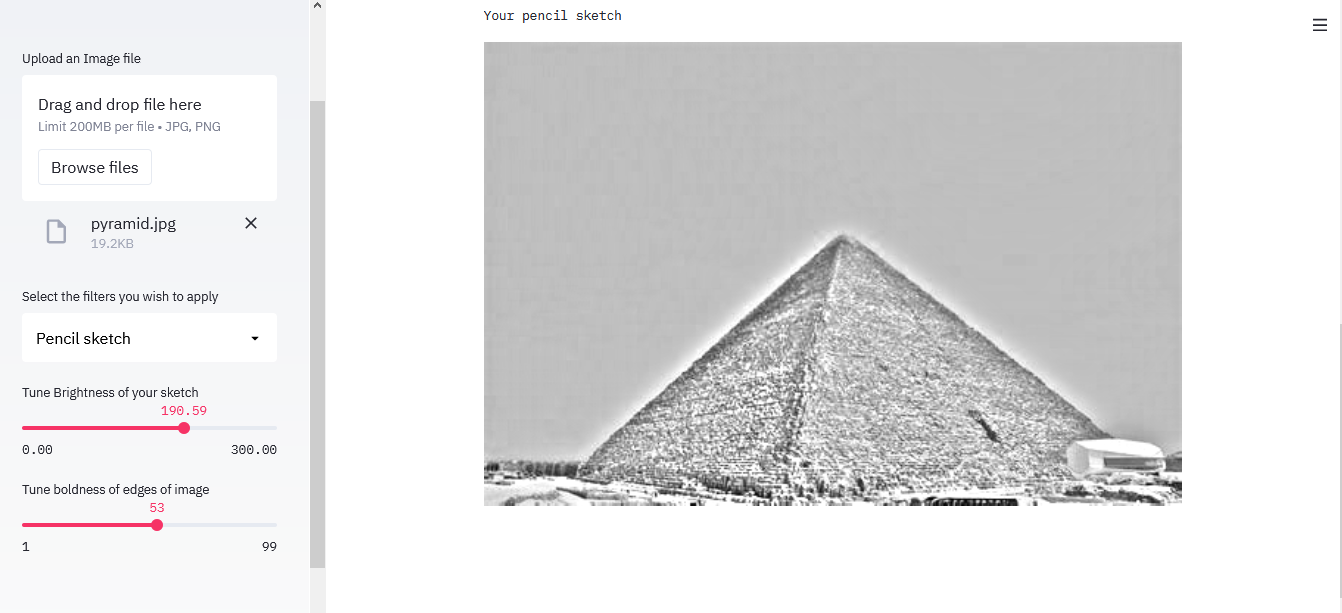 Upload an Image file
Drag and drop file here
Limit 200MB per file • JPG, PNG
Browse files
pyramid.jpg
19.2KB
Select the filters you wish to apply
Pencil sketch
Tune Brightness of your sketch
190.59
0.00 300.00
Tune boldness of edges of image
53
1 99
Your pencil sketch